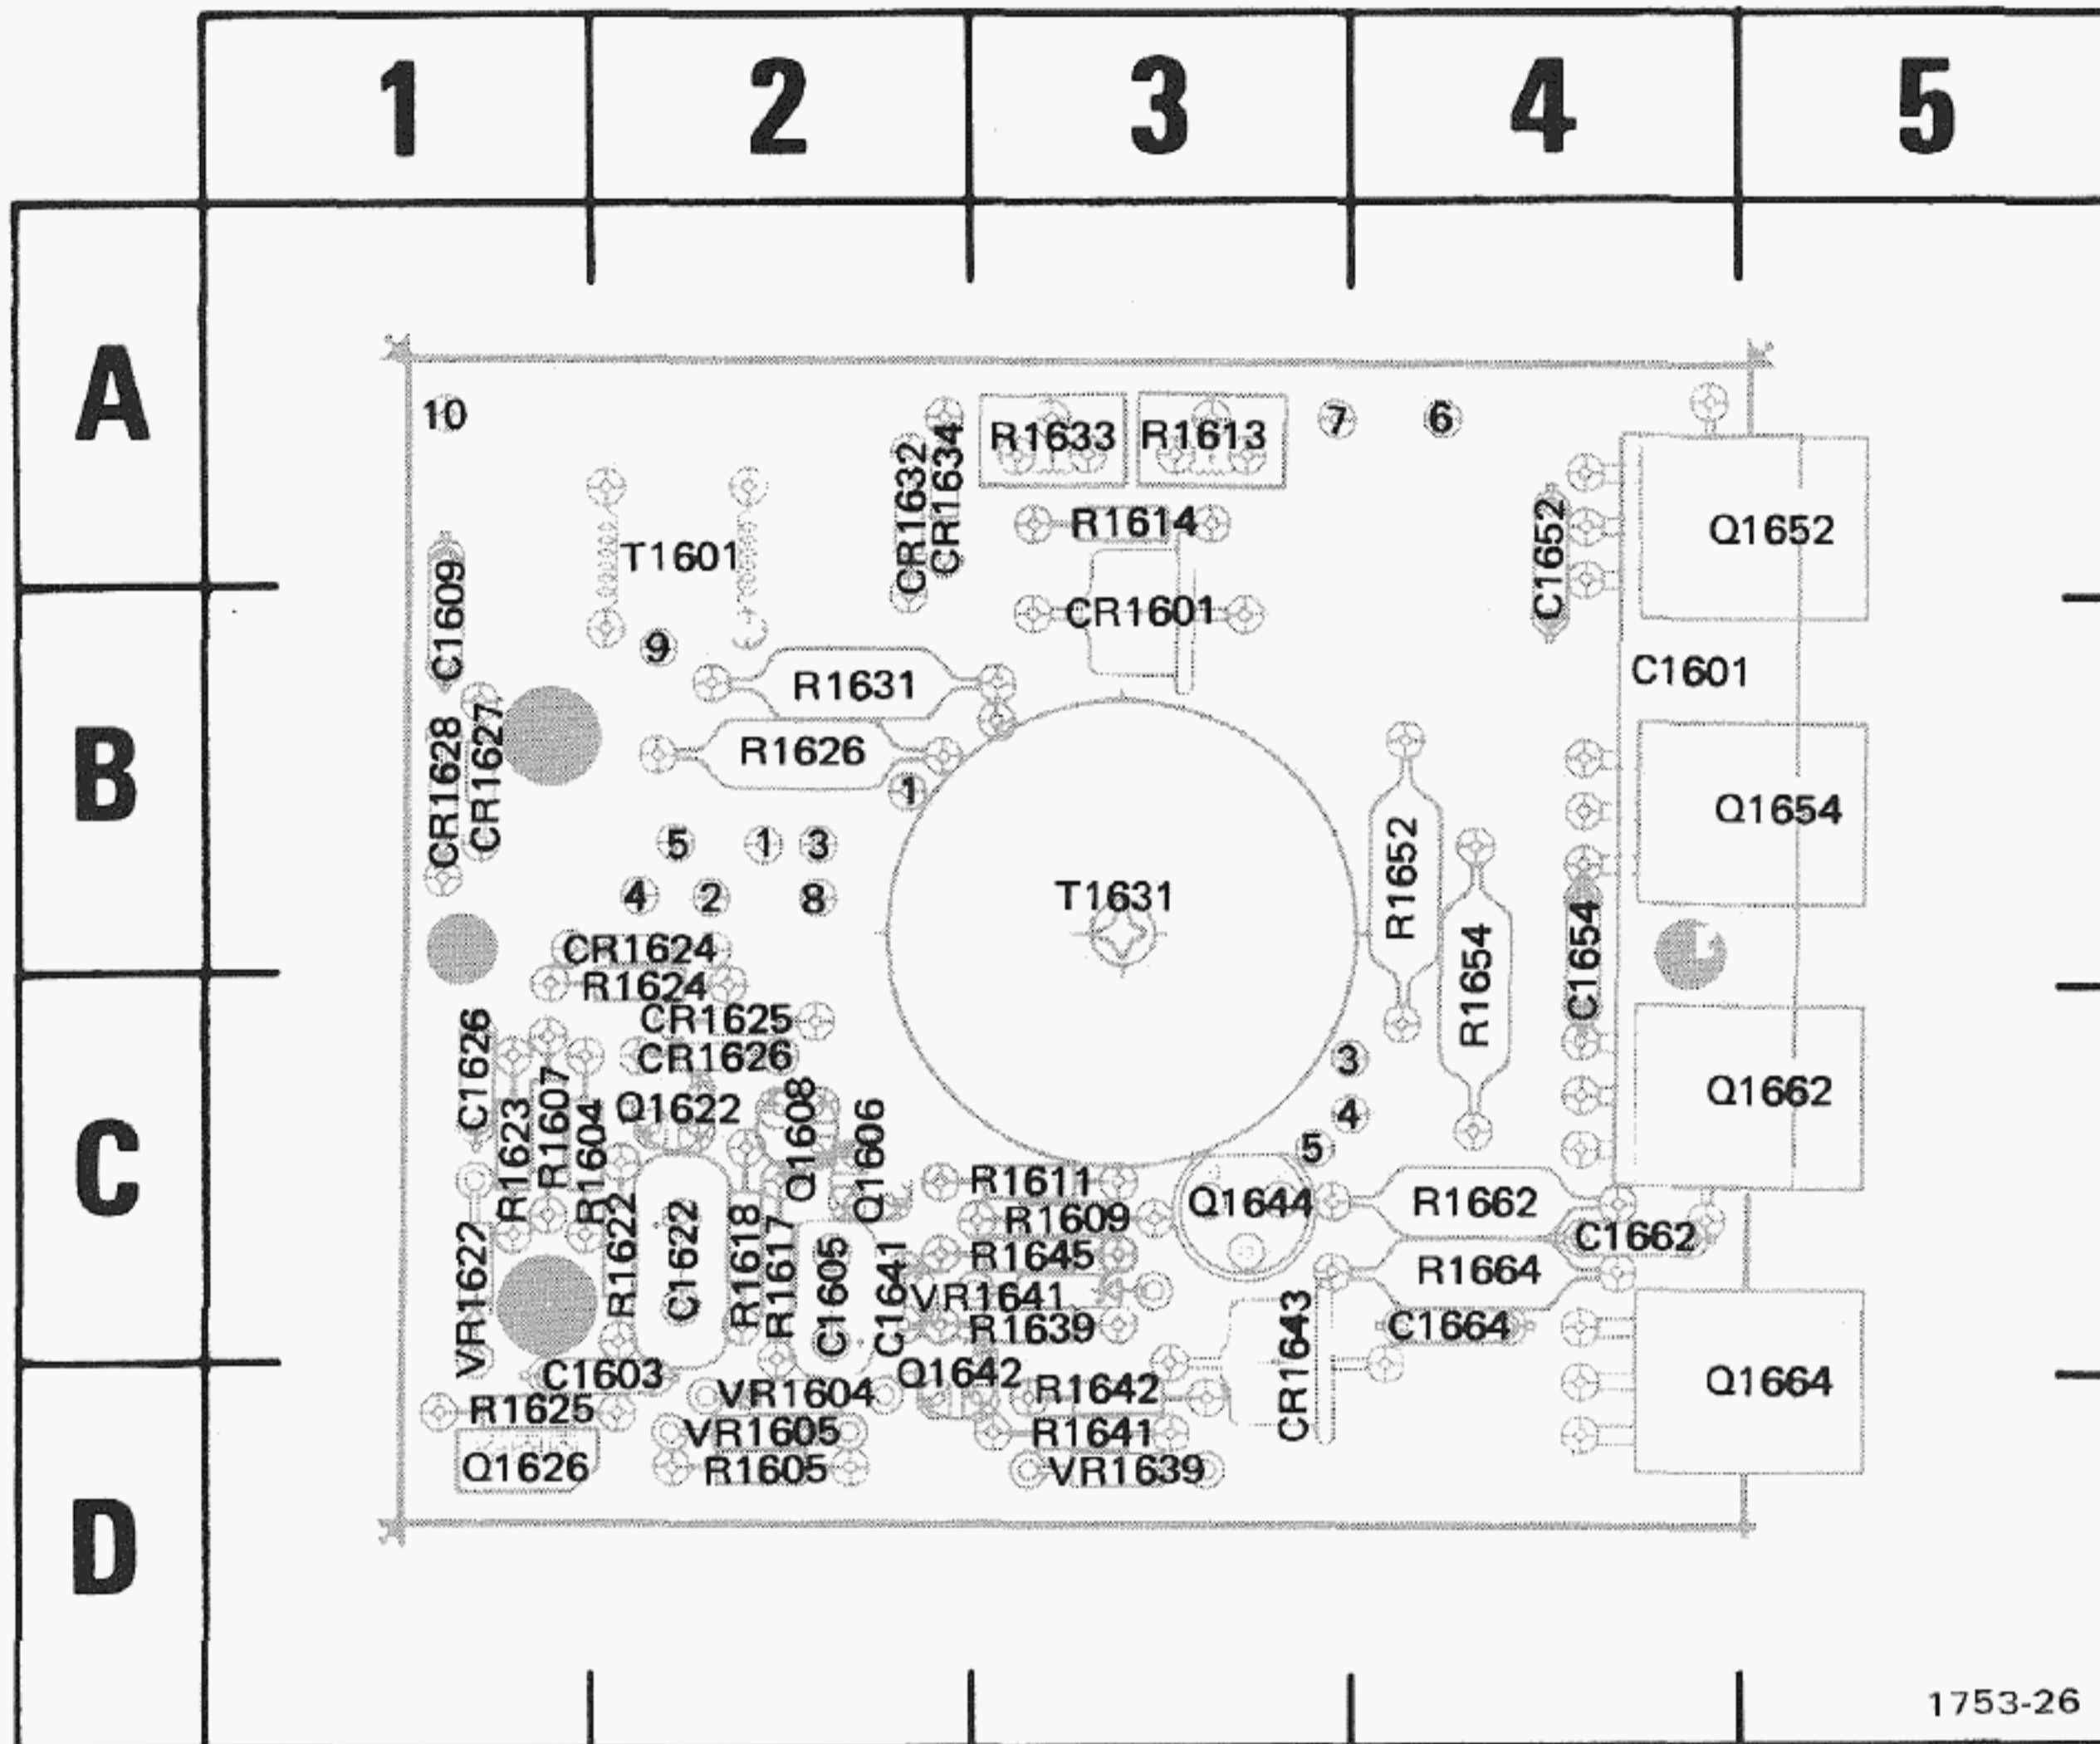 1 2 3 4 5
A
10 R1633 R1613 7 6
CR1632 CR1634
R1614 C1652 Q1652
T1601
C1609 CR1601
B
9
C1601
R1631
R1626
CR1628 CR1627
1
Q1654
5 1 3
R1652
4 2 8 T1631
CR1624
C1654
R1654
R1624
CR1625
CR1626 3
C
C1626
Q1622 4 Q1662
R1623 R1607 R1604 Q1608 Q1606
5
R1611
Q1644 R1662
R1609
C1662
R1622 C1622 R1618 R1617 C1605 C1641
R1645
R1664
VR1627
VR1641
R1639 C1664
CR1643
C1603 Q1642
Q1664
VR1604 R1642
R1625
VR1605 R1641
Q1626 R1605 VR1639
D
1753-26